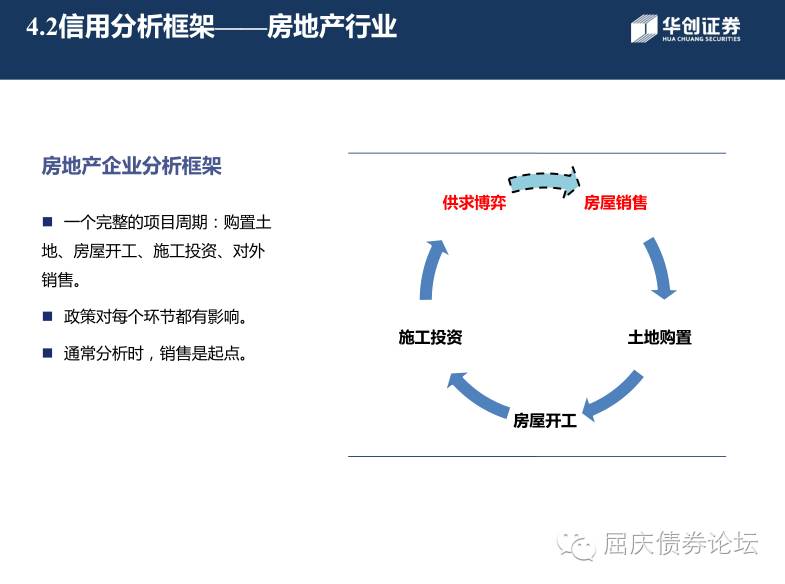 4.2信用分析框架——房地产行业
华创证券
HUA CHUANG SECURITIES
房地产企业分析框架
■ 一个完整的项目周期：购置土
地、房屋开工、施工投资、对外
销售。
■ 政策对每个环节都有影响。
■ 通常分析时，销售是起点。
供求博弈
房屋销售
施工投资
土地购置
房屋开工
屈庆债券论坛